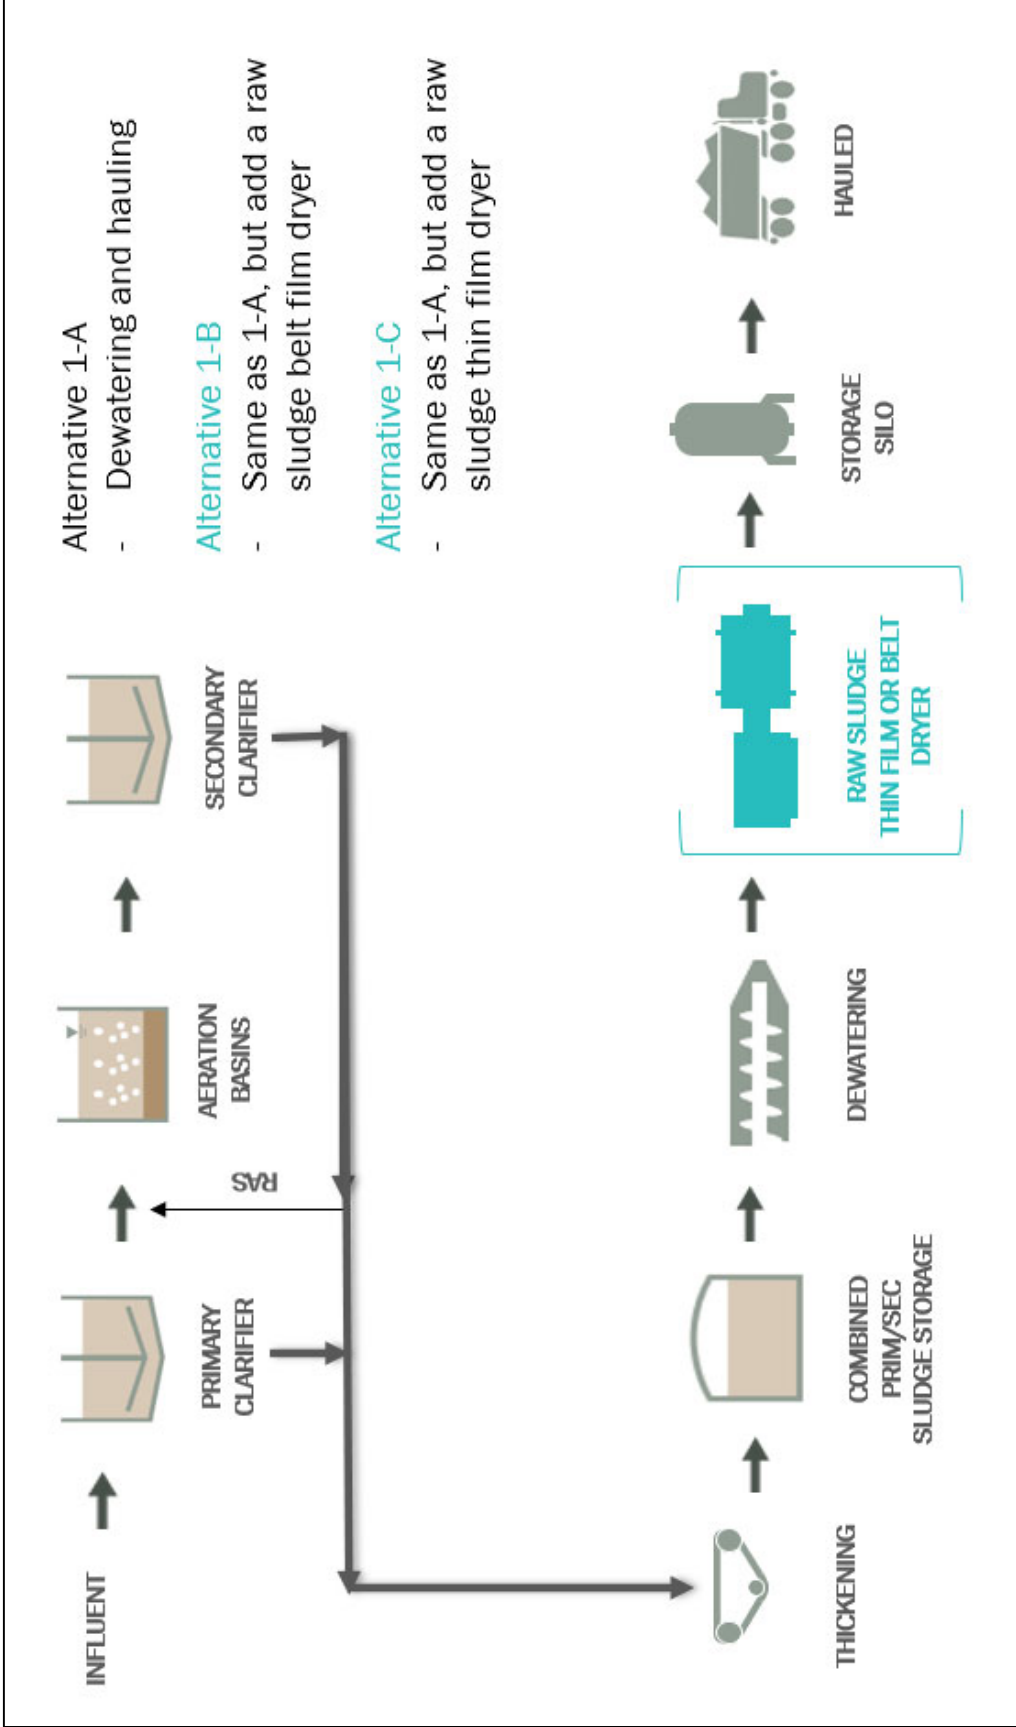 Alternative 1-A
- Dewatering and hauling
Alternative 1-B
- Same as 1-A, but add a raw
sludge belt film dryer
Alternative 1-C
- Same as 1-A, but add a raw
sludge thin film dryer
INFLUENT
PRIMARY
CLARIFIER
RAS
AERATION
BASINS
SECONDARY
CLARIFIER
THICKENING
COMBINED
PRIM/SEC
SLUDGE STORAGE
DEWATERING
RAW SLUDGE
THIN FILM OR BELT
DRYER
STORAGE
SILO
HAULED